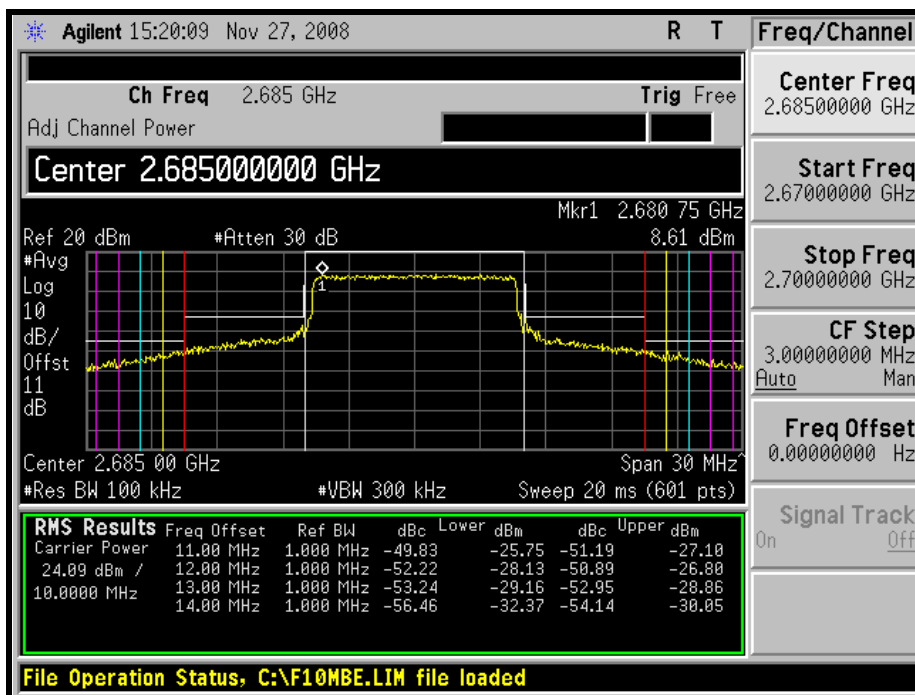 Agilent 15:20:09 Nov 27, 2008 R T
Ch Freq 2.685 GHz Trig Free
Adj Channel Power
Center 2.685000000 GHz
Mkr1 2.680 75 GHz
Ref 20 dBm #Atten 30 dB 8.61 dBm
#Avg
Log
10
dB/
Offst
11
dB
1
Center 2.685 00 GHz Span 30 MHz^
#Res BW 100 kHz #VBW 300 kHz Sweep 20 ms (601 pts)
RMS Results Freq Offset Ref BW dBc Lower dBm dBc Upper dBm
Carrier Power 11.00 MHz 1.000 MHz -49.83 -25.75 -51.19 -27.10
24.09 dBm / 12.00 MHz 1.000 MHz -52.22 -28.13 -50.89 -26.80
10.0000 MHz 13.00 MHz 1.000 MHz -53.24 -29.16 -52.95 -28.86
14.00 MHz 1.000 MHz -56.46 -32.37 -54.14 -30.05
File Operation Status, C:\F10MBE.LIM file loaded
Freq/Channel
Center Freq
2.68500000 GHz
Start Freq
2.67000000 GHz
Stop Freq
2.70000000 GHz
CF Step
3.00000000 MHz
Auto Man
Freq Offset
0.00000000 Hz
Signal Track
On Off